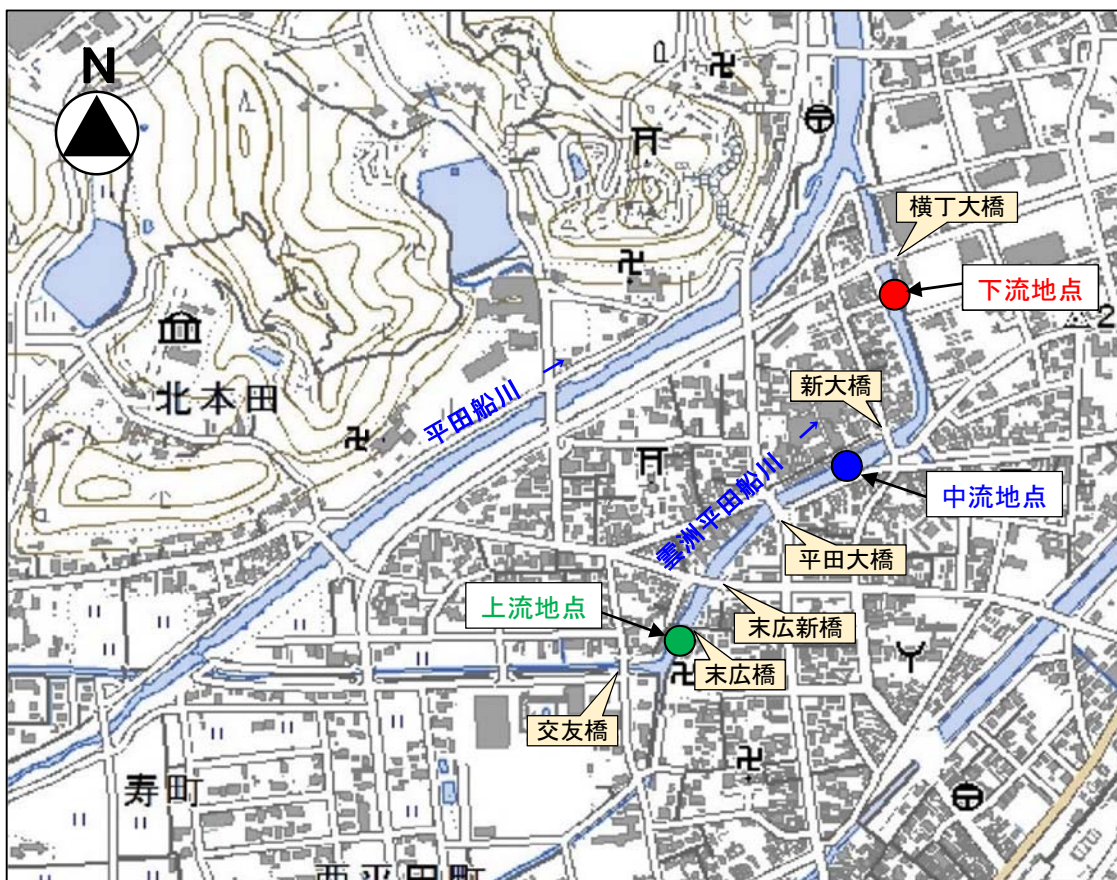 N
横丁大橋
下流地点
2
新大橋
平田船川
→
北本田
中流地点
雲洲平田船川
→
平田大橋
上流地点
末広新橋
末広橋
交友橋
寿町
西平田町